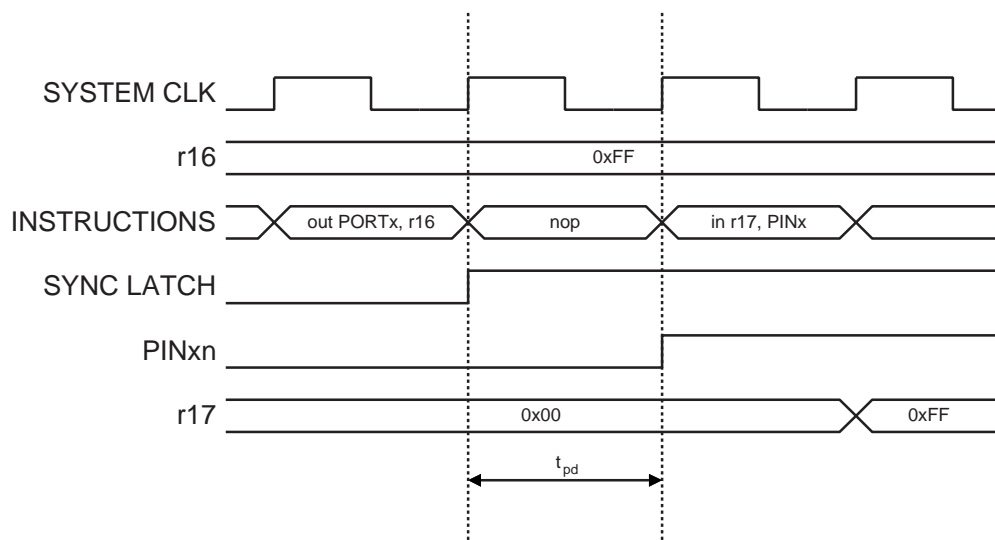 SYSTEM CLK
r16
0xFF
INSTRUCTIONS
out PORTx, r16
nop
in r17, PINx
SYNC LATCH
PINxn
r17
0x00
0xFF
tpd